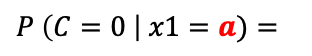 P (C = 0 | x1 = a) =